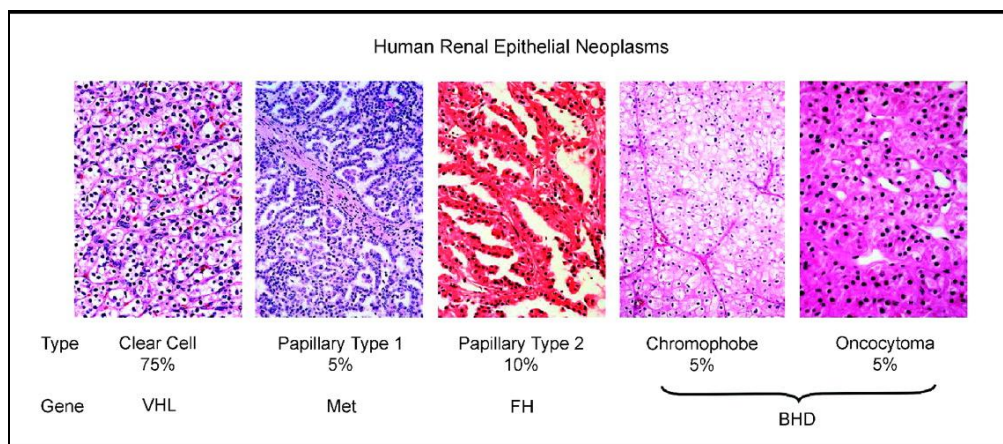 Human Renal Epithelial Neoplasms
Type Clear Cell Papillary Type 1 Papillary Type 2 Chromophobe Oncocytoma
75% 5% 10% 5% 5%
Gene VHL Met FH BHD